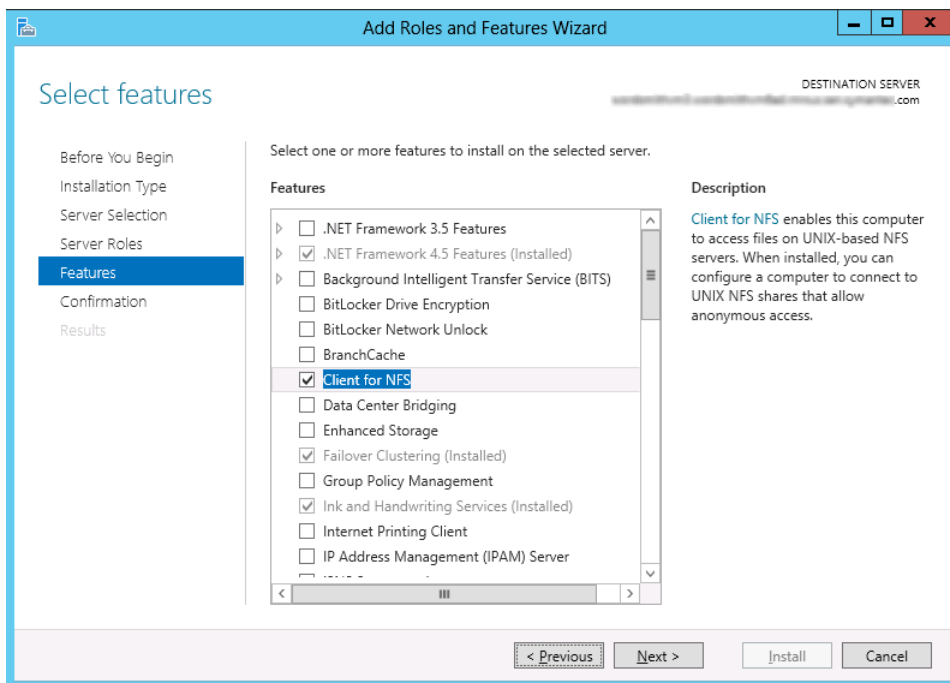 Add Roles and Features Wizard
Select features
DESTINATION SERVER
.com
Before You Begin
Installation Type
Server Selection
Server Roles
Features
Confirmation
Results
Select one or more features to install on the selected server.
Features
.NET Framework 3.5 Features
.NET Framework 4.5 Features (Installed)
Background Intelligent Transfer Service (BITS)
BitLocker Drive Encryption
BitLocker Network Unlock
BranchCache
Client for NFS
Data Center Bridging
Enhanced Storage
Failover Clustering (Installed)
Group Policy Management
Ink and Handwriting Services (Installed)
Internet Printing Client
IP Address Management (IPAM) Server
Description
Client for NFS enables this computer
to access files on UNIX-based NFS
servers. When installed, you can
configure a computer to connect to
UNIX NFS shares that allow
anonymous access.
< Previous
Next >
Install
Cancel